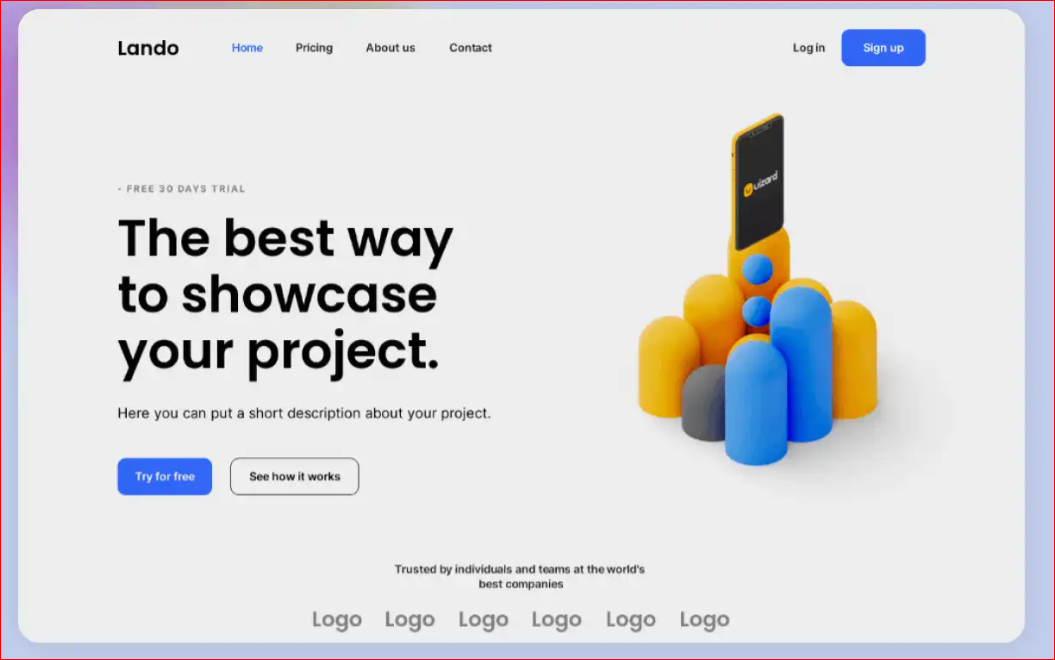 Lando
Home
Pricing
About us
Contact
Log in
Sign up
- FREE 30 DAYS TRIAL
uizard
The best way
to showcase
your project.
Here you can put a short description about your project.
Try for free
See how it works
Trusted by individuals and teams at the world's
best companies
Logo Logo Logo Logo Logo Logo